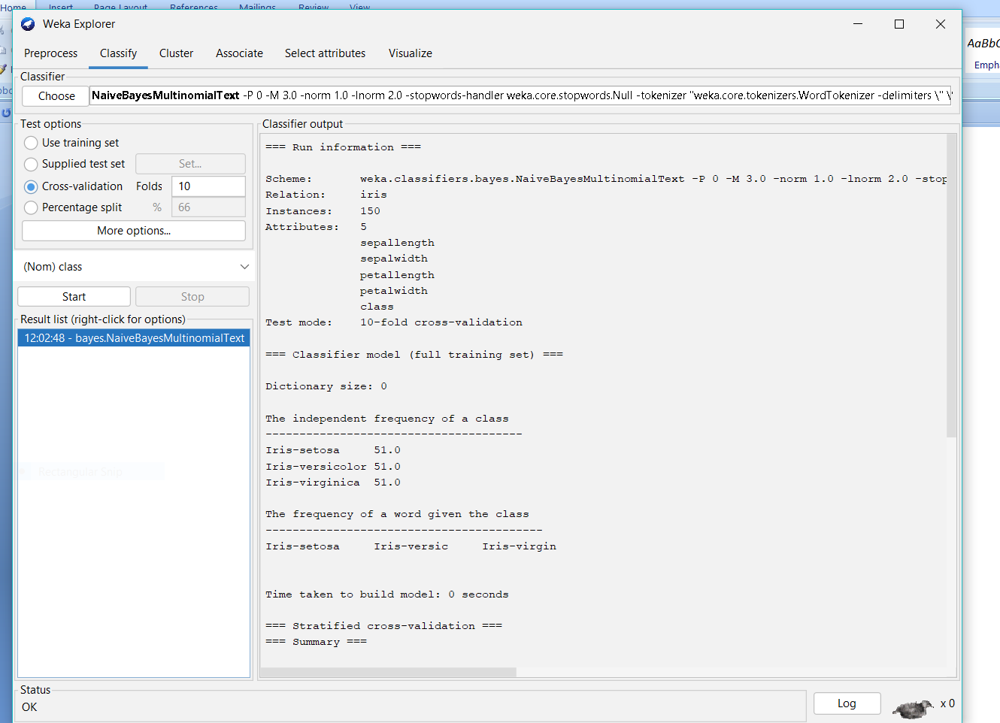 Home Insert Page Layout References Mailings Review View
Weka Explorer
Preprocess Classify Cluster Associate Select attributes Visualize
Classifier
Choose NaiveBayesMultinomialText -P 0 -M 3.0 -norm 1.0 -lnorm 2.0 -stopwords-handler weka.core.stopwords.Null -tokenizer "weka.core.tokenizers.WordTokenizer -delimiters \" \'
Test options
Use training set
Supplied test set Set...
Cross-validation Folds 10
Percentage split % 66
More options...
(Nom) class
Start Stop
Result list (right-click for options)
12:02:48 - bayes.NaiveBayesMultinomialText
Rectangular Snip
Classifier output
=== Run information ===
Scheme: weka.classifiers.bayes.NaiveBayesMultinomialText -P 0 -M 3.0 -norm 1.0 -lnorm 2.0 -stop
Relation: iris
Instances: 150
Attributes: 5
sepallength
sepalwidth
petallength
petalwidth
class
Test mode: 10-fold cross-validation
=== Classifier model (full training set) ===
Dictionary size: 0
The independent frequency of a class
--------------------------------------
Iris-setosa 51.0
Iris-versicolor 51.0
Iris-virginica 51.0
The frequency of a word given the class
-----------------------------------------
Iris-setosa Iris-versic Iris-virgin
Time taken to build model: 0 seconds
=== Stratified cross-validation ===
=== Summary ===
Status
OK
Log x 0
AaBbC
Empha